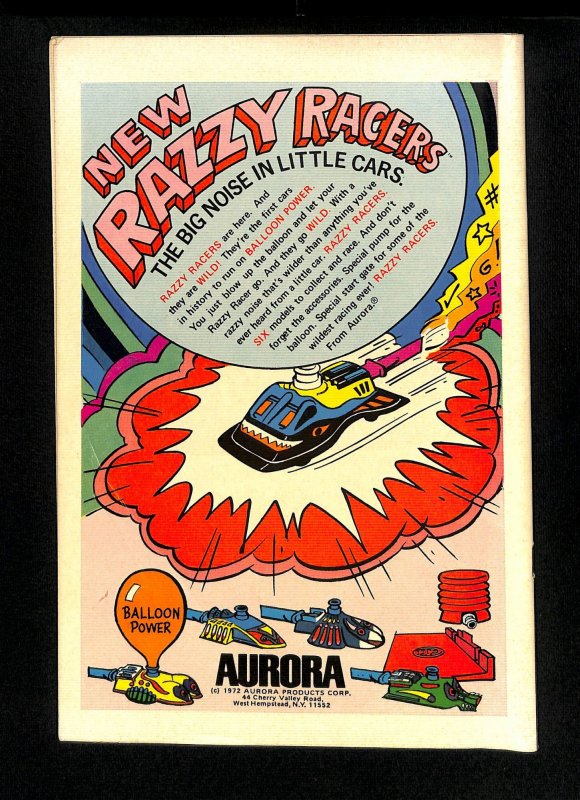 NEW
RAZZY RACERS™
THE BIG NOISE IN LITTLE CARS.
RAZZY RACERS are here. And
they are WILD! They're the first cars
in history to run on BALLOON POWER.
You just blow up the balloon and let your
Razzy Racer go. And they go WILD. With a
razzy noise that's wilder than anything you've
ever heard from a little car. RAZZY RACERS.
SIX models to collect and race. And don't
forget the accessories. Special pump for the
balloon. Special start gate for some of the
wildest racing ever! RAZZY RACERS.
From Aurora.®
#
G!
BALLOON
POWER
AURORA
(c) 1972 AURORA PRODUCTS CORP.
44 Cherry Valley Road,
West Hempstead, N.Y. 11552